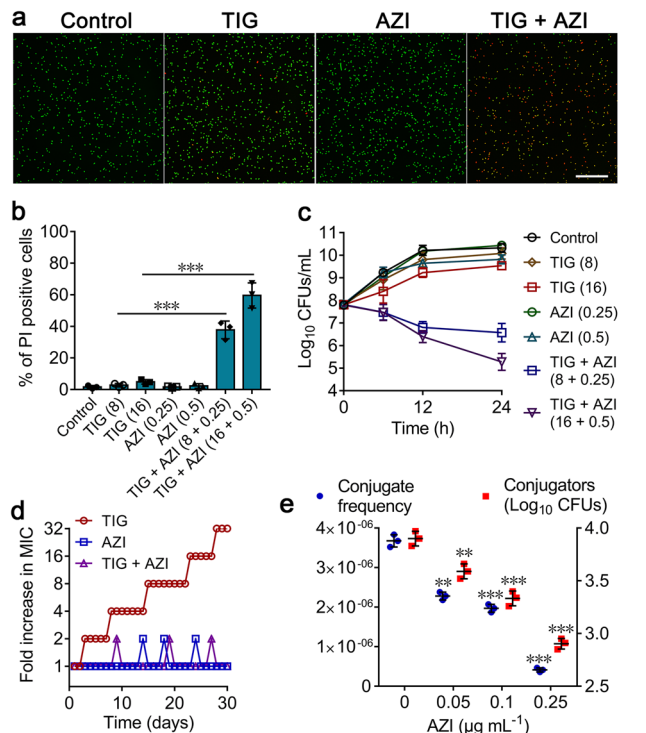 a
Control
TIG
AZI
TIG + AZI
b
% of PI positive cells
100
80
60
40
20
0
***
***
Control
TIG (8)
TIG (16)
AZI (0.25)
AZI (0.5)
TIG + AZI (8 + 0.25)
TIG + AZI (16 + 0.5)
c
Log10 CFUs/mL
11
10
9
8
7
6
5
4
0
12
24
Time (h)
Control
TIG (8)
TIG (16)
AZI (0.25)
AZI (0.5)
TIG + AZI
(8 + 0.25)
TIG + AZI
(16 + 0.5)
d
TIG
AZI
TIG + AZI
Fold increase in MIC
32
16
8
4
2
1
0
10
20
30
Time (days)
e
Conjugate
frequency
Conjugators
(Log10 CFUs)
4×10-06
3×10-06
2×10-06
1×10-06
0
4.0
3.5
3.0
2.5
**
**
***
***
***
***
0
0.05
0.1
0.25
AZI (µg mL-1)